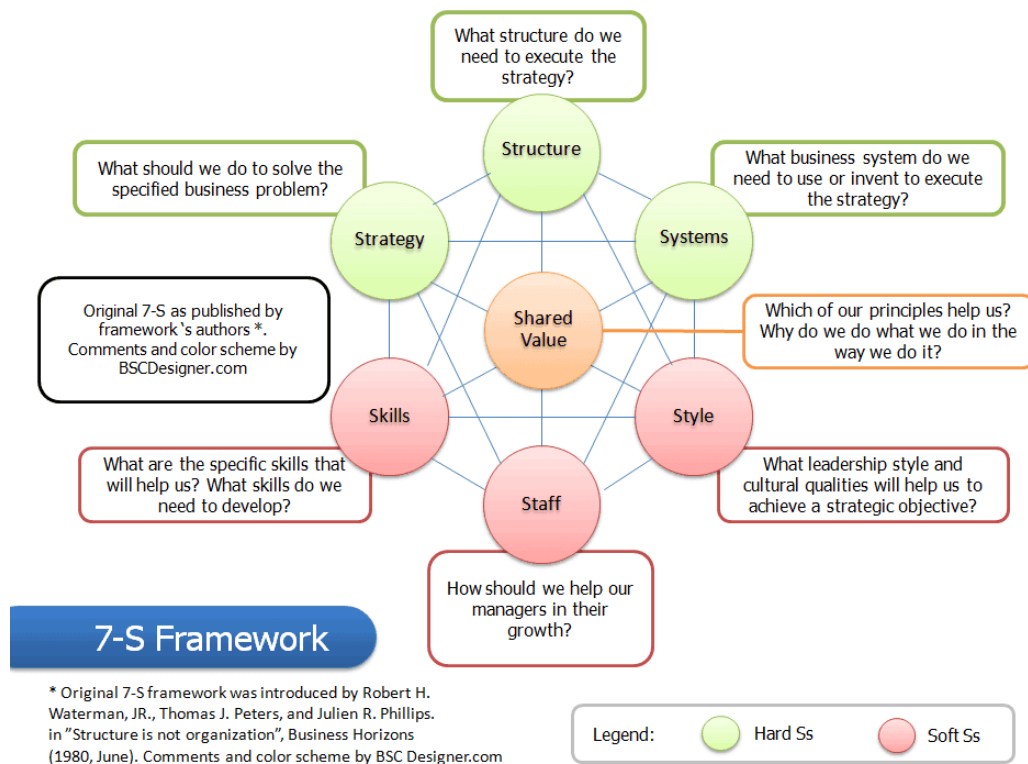 What structure do we
need to execute the
strategy?
Structure
What should we do to solve the
specified business problem?
What business system do we
need to use or invent to execute
the strategy?
Strategy
Systems
Original 7-S as published by
framework`s authors *.
Comments and color scheme by
BSCDesigner.com
Shared
Value
Which of our principles help us?
Why do we do what we do in the
way we do it?
Skills
Style
What are the specific skills that
will help us? What skills do we
need to develop?
Staff
What leadership style and
cultural qualities will help us to
achieve a strategic objective?
How should we help our
managers in their
growth?
7-S Framework
* Original 7-S framework was introduced by Robert H.
Waterman, JR., Thomas J. Peters, and Julien R. Phillips.
in ”Structure is not organization”, Business Horizons
(1980, June). Comments and color scheme by BSC Designer.com
Legend:
Hard Ss
Soft Ss